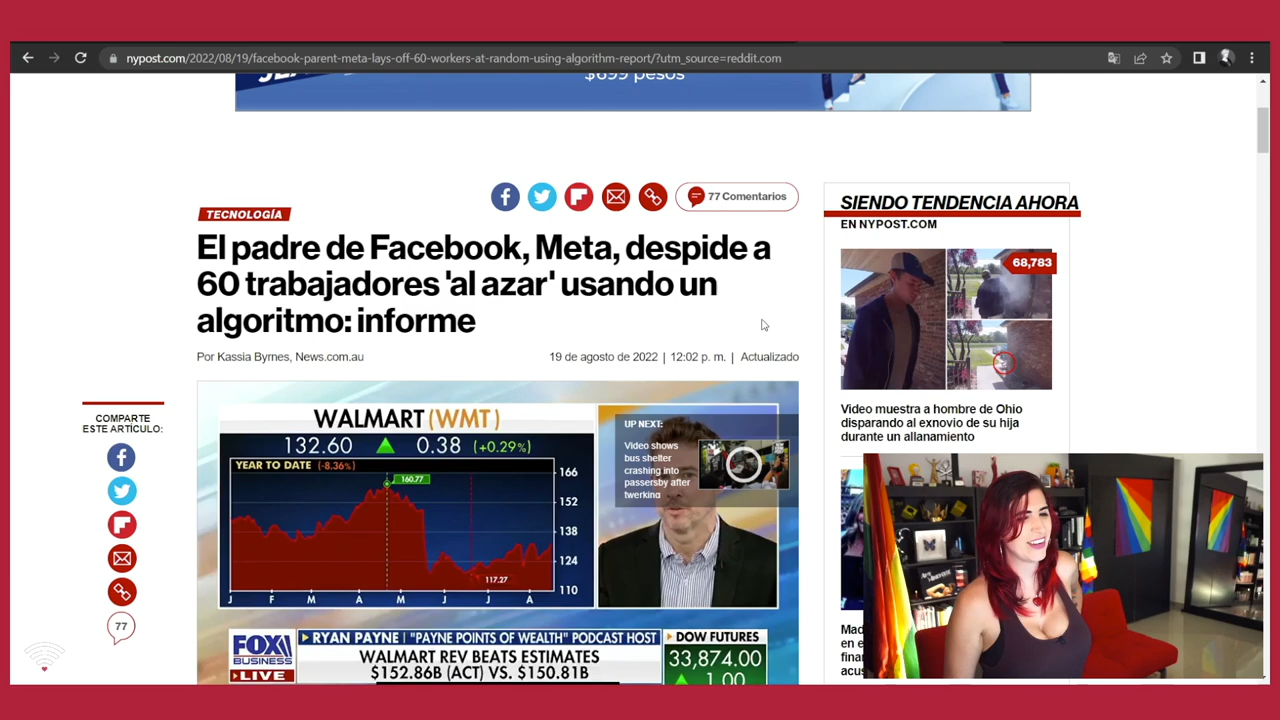 nypost.com/2022/08/19/facebook-parent-meta-lays-off-60-workers-at-random-using-algorithm-report/?utm_source=reddit.com
$699 pesos
77 Comentarios
TECNOLOGÍA
El padre de Facebook, Meta, despide a
60 trabajadores 'al azar' usando un
algoritmo: informe
Por Kassia Byrnes, News.com.au
19 de agosto de 2022 | 12:02 p. m. | Actualizado
COMPARTE
ESTE ARTÍCULO:
77
WALMART (WMT)
132.60 0.38 (+0.29%)
YEAR TO DATE (-8.36%)
160.77
117.27
166
152
138
124
110
J F M A M J J A
UP NEXT:
Video shows
bus shelter
crashing into
passersby after
twerking
FOX
BUSINESS
LIVE
RYAN PAYNE | "PAYNE POINTS OF WEALTH" PODCAST HOST
WALMART REV BEATS ESTIMATES
$152.86B (ACT) VS. $150.81B
DOW FUTURES
33,874.00
1.00
SIENDO TENDENCIA AHORA
EN NYPOST.COM
68,783
Video muestra a hombre de Ohio
disparando al exnovio de su hija
durante un allanamiento
Mad
en e
finan
acus